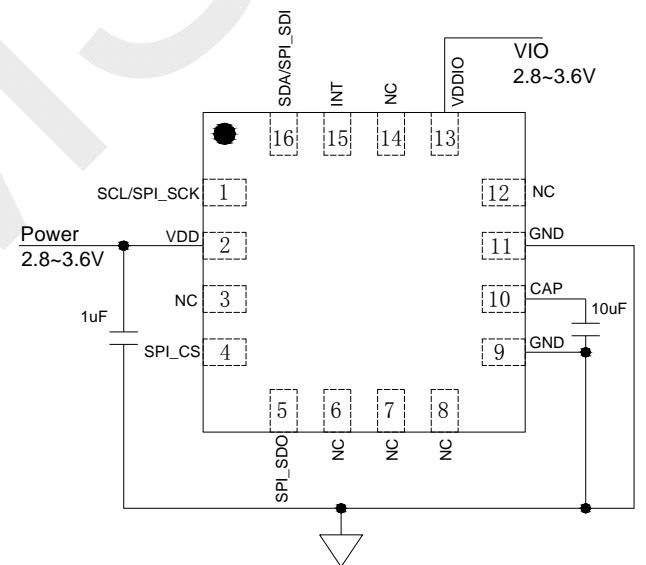 SDA/SPI_SDI
INT
NC
VDDIO
VIO
2.8~3.6V
16
15
14
13
SCL/SPI_SCK
1
12
NC
Power
2.8~3.6V
VDD
2
11
GND
NC
3
10
CAP
1uF
10uF
SPI_CS
4
9
GND
5
6
7
8
SPI_SDO
NC
NC
NC